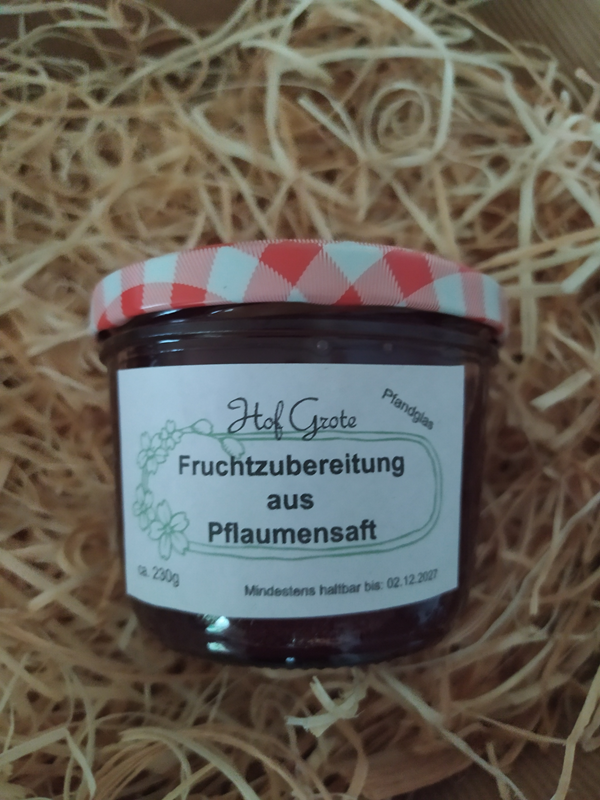 Hof Grote
Pfandglas
Fruchtzubereitung
aus
Pflaumensaft
ca. 230g
Mindestens haltbar bis: 02.12.2027